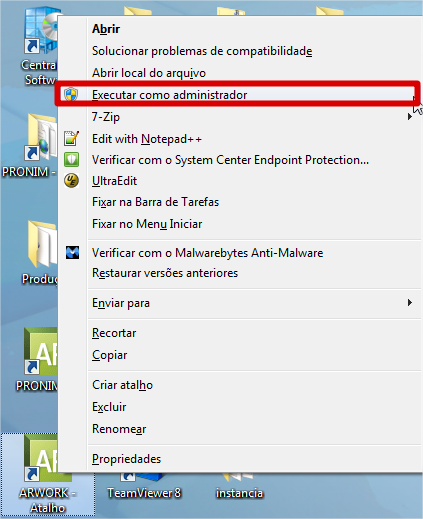 Abrir
Solucionar problemas de compatibilidade
Abrir local do arquivo
Executar como administrador
7-Zip
Edit with Notepad++
Verificar com o System Center Endpoint Protection...
UltraEdit
Fixar na Barra de Tarefas
Fixar no Menu Iniciar
Verificar com o Malwarebytes Anti-Malware
Restaurar versões anteriores
Enviar para
Recortar
Copiar
Criar atalho
Excluir
Renomear
Propriedades
Centra
Softwa
PRONIM -
Produ
AR
PRONIM
AR
ARWORK -
Atalho
TeamViewer 8
instancia